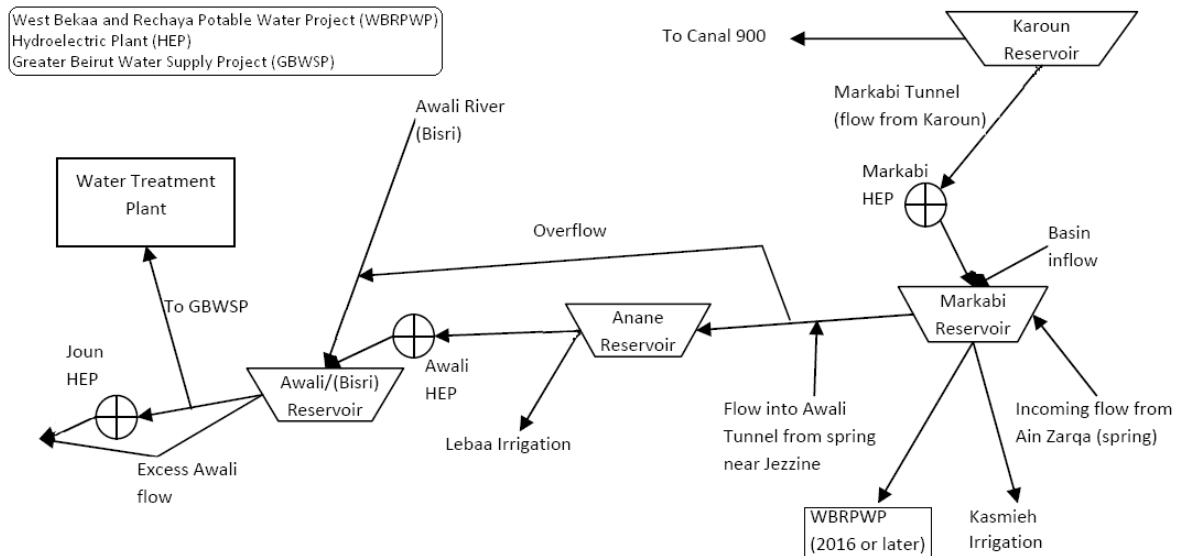 West Bekaa and Rechaya Potable Water Project (WBRPWP)
Hydroelectric Plant (HEP)
Greater Beirut Water Supply Project (GBWSP)
To Canal 900
Karoun
Reservoir
Markabi Tunnel
(flow from Karoun)
Awali River
(Bisri)
Markabi
HEP
Water Treatment
Plant
Overflow
Basin
inflow
To GBWSP
Markabi
Reservoir
Anane
Reservoir
Joun
HEP
Awali
HEP
Awali/(Bisri)
Reservoir
Flow into Awali
Tunnel from spring
near Jezzine
Incoming flow from
Ain Zarqa (spring)
Lebaa Irrigation
Excess Awali
flow
WBRPWP
(2016 or later)
Kasmieh
Irrigation